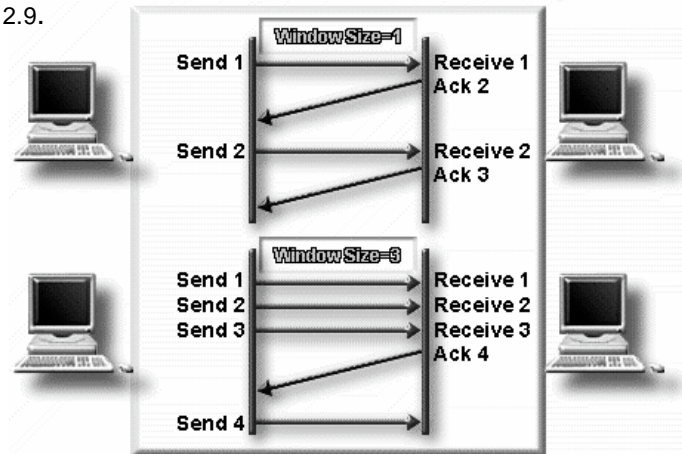 2.9.
Window Size=1
Send 1
Receive 1
Ack 2
Send 2
Receive 2
Ack 3
Window Size=3
Send 1
Receive 1
Send 2
Receive 2
Send 3
Receive 3
Ack 4
Send 4